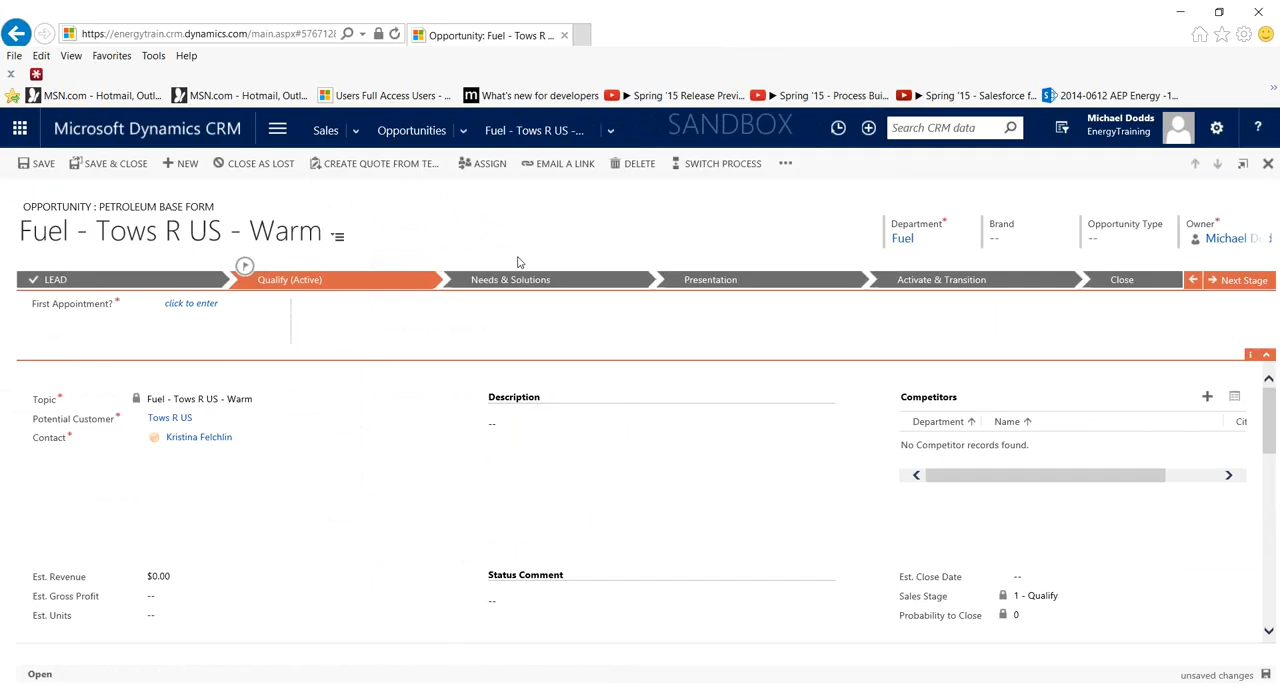 https://energytrain.crm.dynamics.com/main.aspx#5767128
Opportunity: Fuel - Tows R ...
File Edit View Favorites Tools Help
x
MSN.com - Hotmail, Outl... MSN.com - Hotmail, Outl... Users Full Access Users - ... What's new for developers ▶ Spring '15 Release Previ... ▶ Spring '15 - Process Bui... ▶ Spring '15 - Salesforce f... 2014-0612 AEP Energy -1...
Microsoft Dynamics CRM Sales Opportunities Fuel - Tows R US -... SANDBOX Search CRM data Michael Dodds
EnergyTraining
?
SAVE SAVE & CLOSE + NEW CLOSE AS LOST CREATE QUOTE FROM TE... ASSIGN EMAIL A LINK DELETE SWITCH PROCESS ...
OPPORTUNITY : PETROLEUM BASE FORM
Fuel - Tows R US - Warm
Department*
Fuel
Brand
--
Opportunity Type
--
Owner*
Michael Dodd
LEAD Qualify (Active) Needs & Solutions Presentation Activate & Transition Close Next Stage
First Appointment?* click to enter
Topic* Fuel - Tows R US - Warm
Potential Customer* Tows R US
Contact* Kristina Felchlin
Description
--
Competitors
Department Name Cit
No Competitor records found.
Est. Revenue $0.00
Est. Gross Profit --
Est. Units --
Status Comment
--
Est. Close Date --
Sales Stage 1 - Qualify
Probability to Close 0
Open
unsaved changes